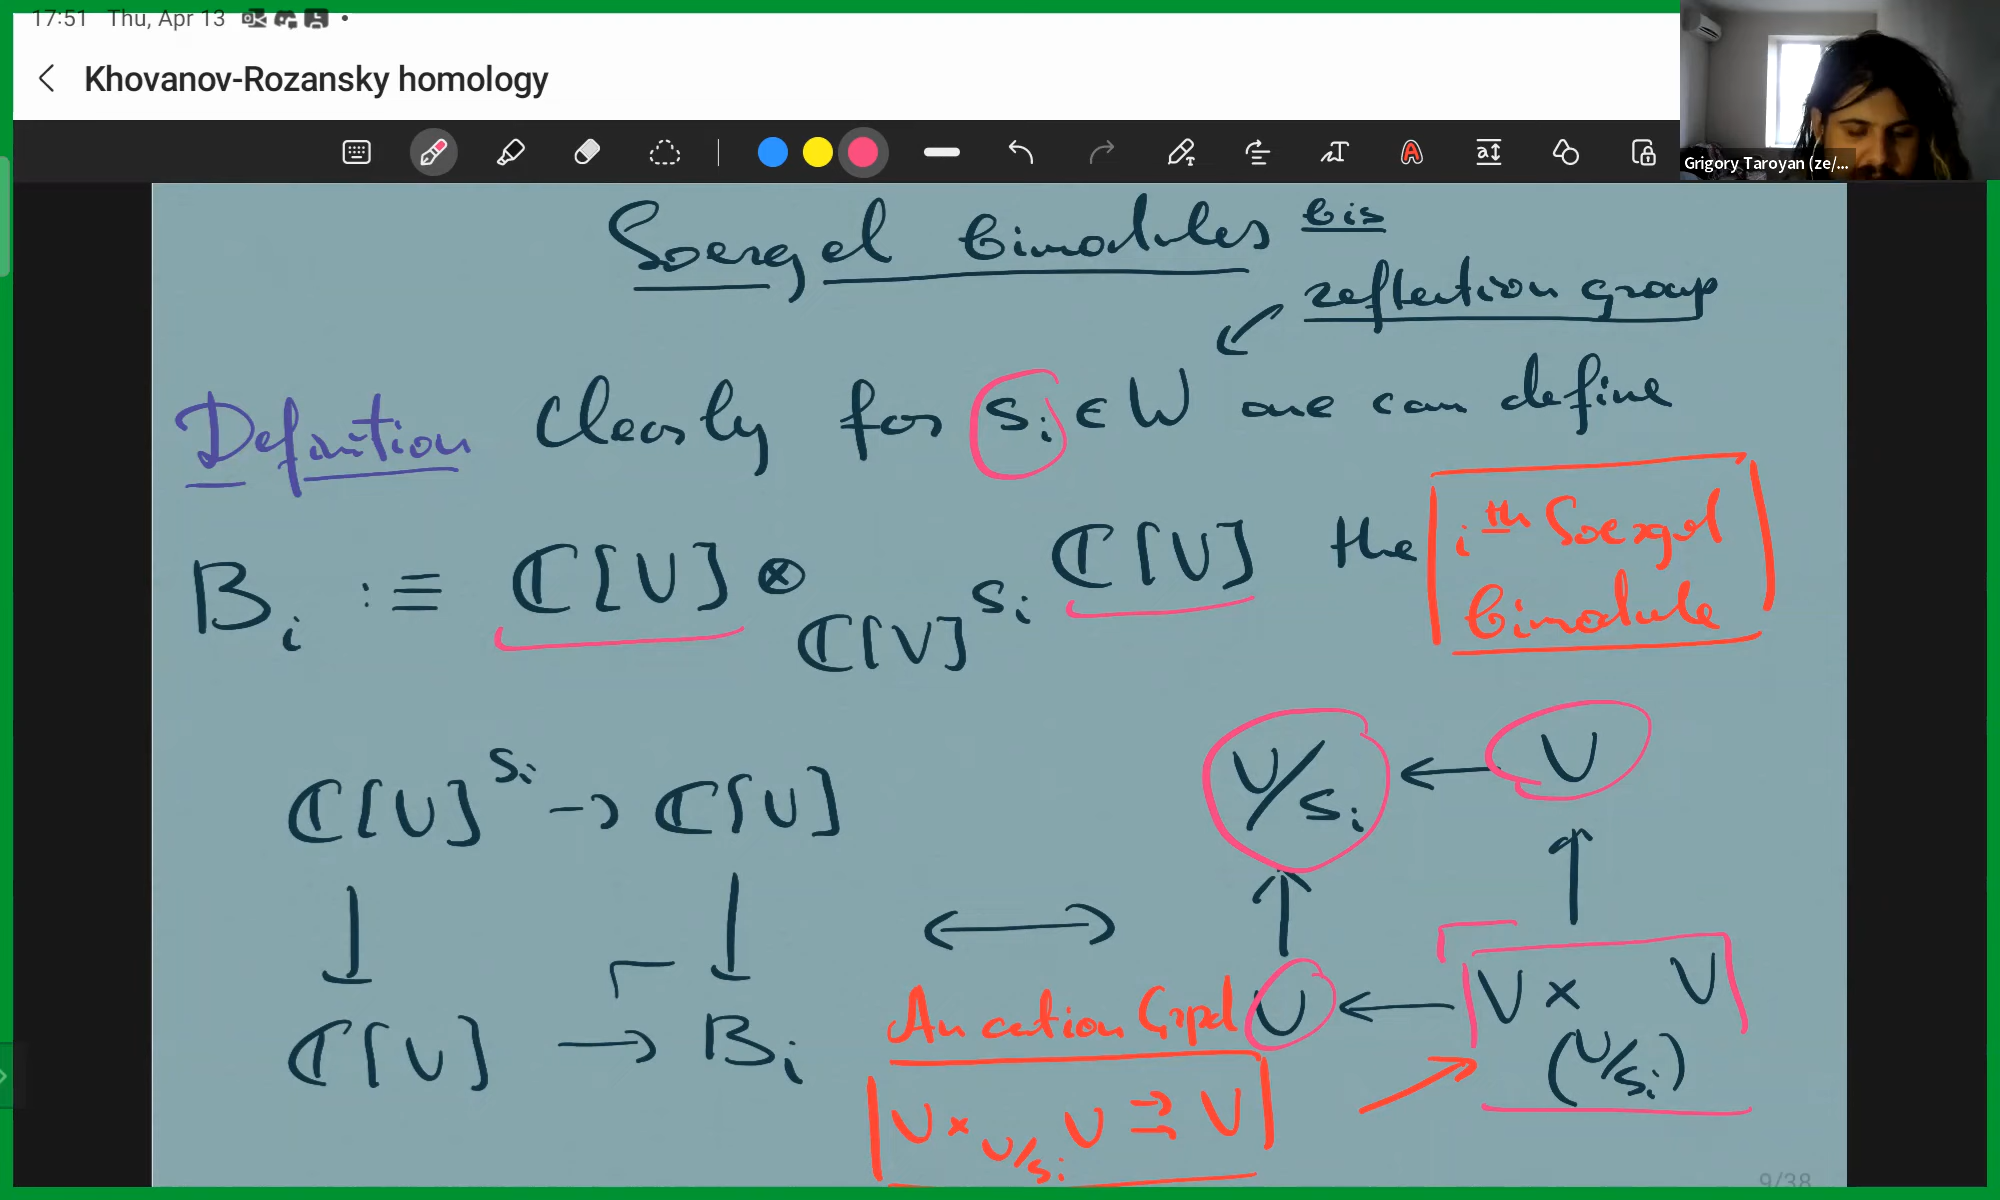 17:51 Thu, Apr 13
Khovanov-Rozansky homology
Grigory Taroyan (ze/...
Soergel bimodules bis
reflection group
Definition Clearly for s_i ∈ W one can define
B_i :≡ ℂ[V] ⊗_{ℂ[V]^{s_i}} ℂ[V] the i^th Soergel bimodule
ℂ[V]^{s_i} → ℂ[V]
V/s_i ← V
↓ ↓ ↔ ↑ ↑
ℂ[V] → B_i
V ← V ×_{(V/s_i)} V
An action Grpd
V ×_{V/s_i} V ⇉ V
9/38